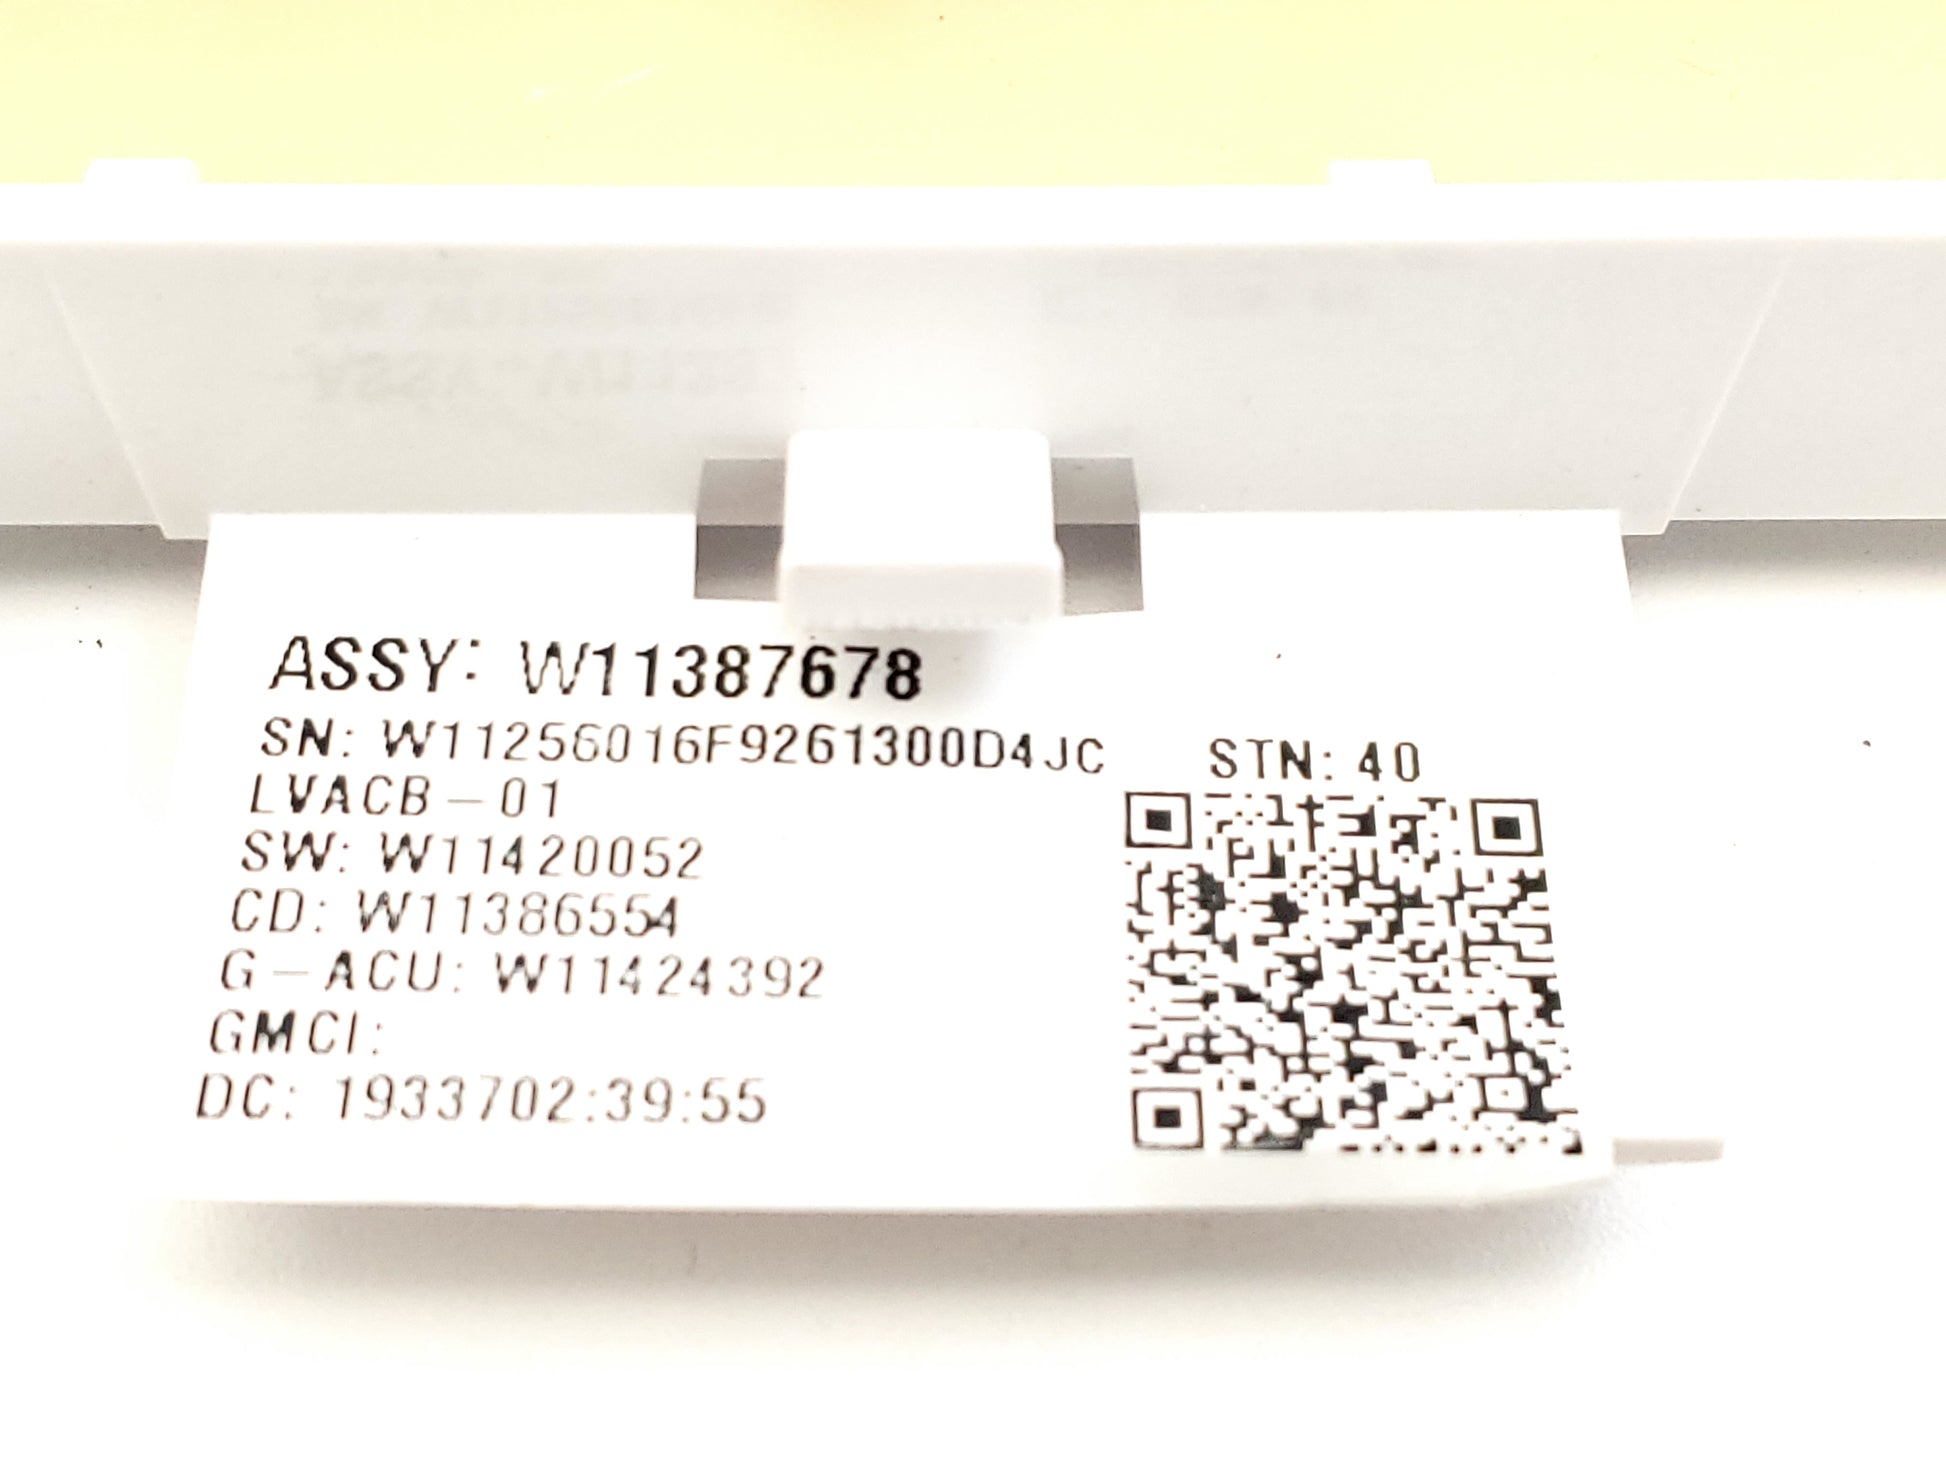 ASSY: W11387678
SN: W11256016F9261300D4JC
STN: 40
LVACB-01
SW: W11420052
CD: W11386554
G-ACU: W11424392
GMCI:
DC: 1933702:39:55